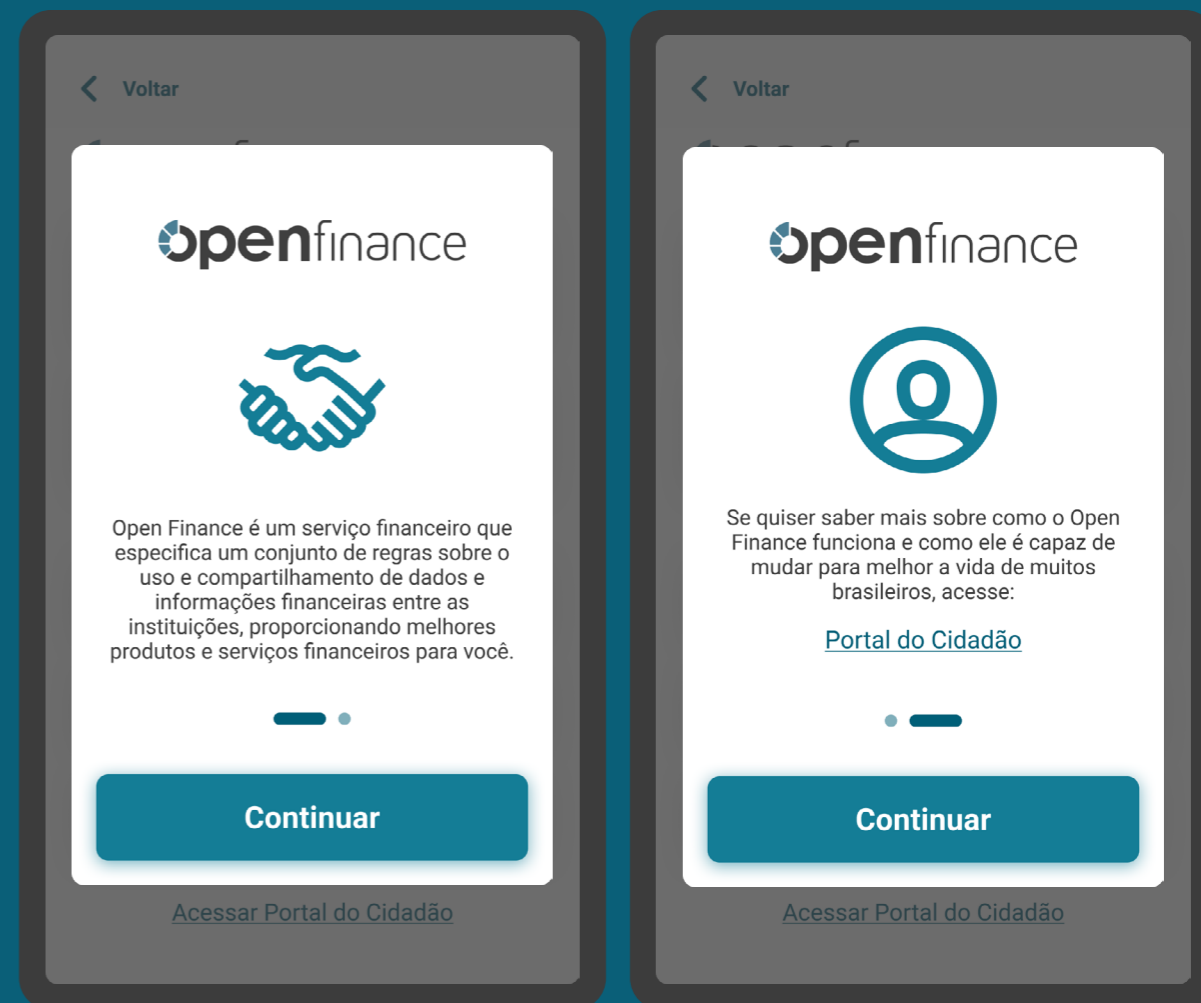 Voltar
openfinance
Open Finance é um serviço financeiro que
especifica um conjunto de regras sobre o
uso e compartilhamento de dados e
informações financeiras entre as
instituições, proporcionando melhores
produtos e serviços financeiros para você.
Continuar
Acessar Portal do Cidadão
Voltar
openfinance
Se quiser saber mais sobre como o Open
Finance funciona e como ele é capaz de
mudar para melhor a vida de muitos
brasileiros, acesse:
Portal do Cidadão
Continuar
Acessar Portal do Cidadão